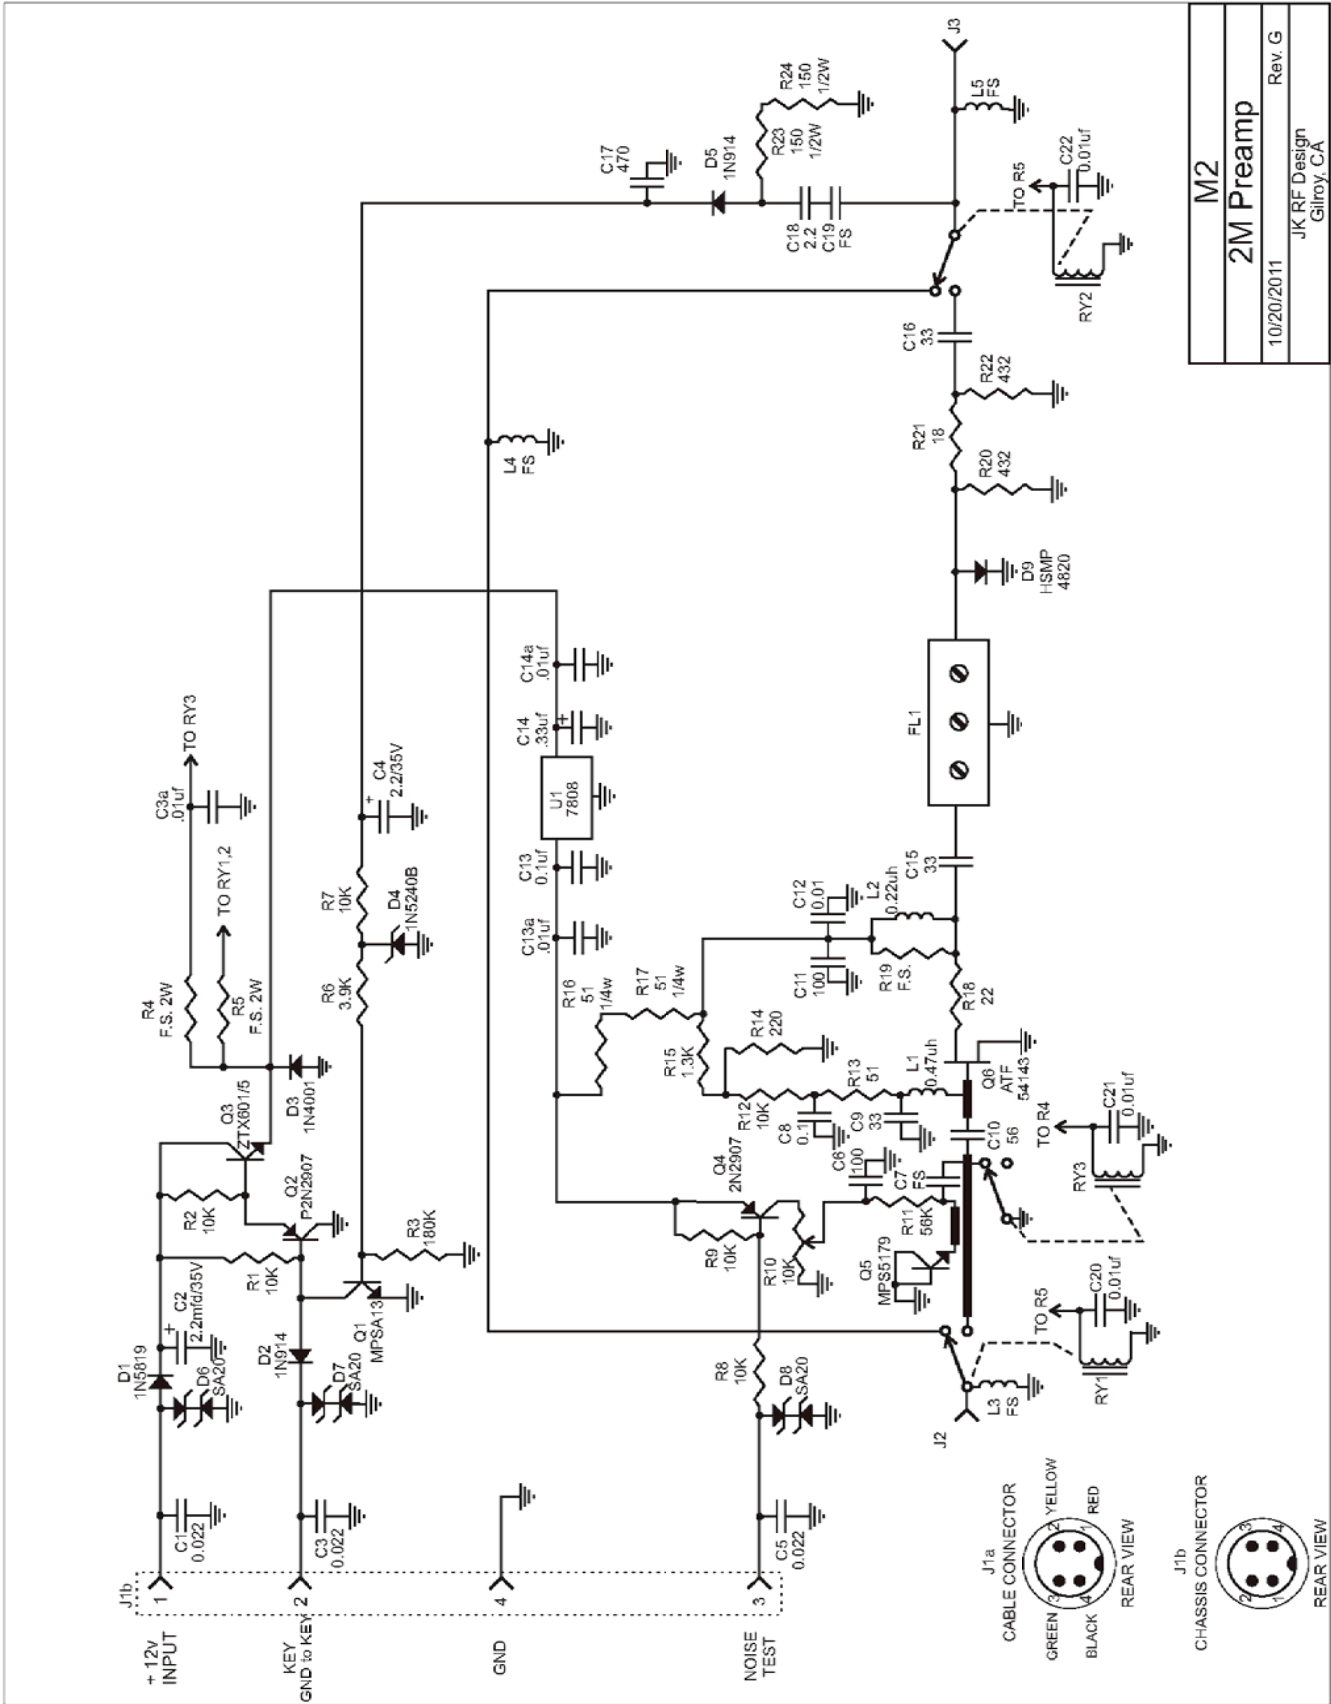 J1b
+ 12v
INPUT
1
KEY
GND to KEY
2
GND
4
NOISE
TEST
3
C1
0.022
C3
0.022
C5
0.022
D1
1N5819
D6
SA20
C2
2.2mfd/35V
+
D2
1N914
D7
SA20
Q1
MPSA13
R1
10K
R2
10K
Q2
P2N2907
Q3
ZTX601/5
D3
1N4001
R3
180K
R4
F.S. 2W
R5
F.S. 2W
TO RY1,2
C3a
.01uf
TO RY3
R6
3.9K
D4
1N5240B
R7
10K
C4
2.2/35V
+
C17
470
D5
1N914
R23
150
1/2W
R24
150
1/2W
C18
2.2
C19
FS
L4
FS
C14a
.01uf
C14
.33uf
+
U1
7808
C13
0.1uf
C13a
.01uf
R16
51
1/4w
R17
51
1/4w
R15
1.3K
R14
220
R12
10K
C8
0.1
R13
51
C9
33
L1
0.47uh
C11
100
C12
0.01
L2
0.22uh
R19
F.S.
R18
22
Q6
ATF
54143
C15
33
FL1
D9
HSMP
4820
R20
432
R21
18
R22
432
C16
33
J3
L5
FS
TO R5
C22
0.01uf
RY2
R8
10K
D8
SA20
R9
10K
Q4
2N2907
R10
10K
C6
100
C7
FS
R11
56K
Q5
MPS5179
C10
56
TO R4
C21
0.01uf
RY3
TO R5
C20
0.01uf
RY1
L3
FS
J2
J1a
CABLE CONNECTOR
GREEN
YELLOW
3
2
4
1
BLACK
RED
REAR VIEW
J1b
CHASSIS CONNECTOR
2
3
1
4
REAR VIEW
M2
2M Preamp
10/20/2011
Rev. G
JK RF Design
Gilroy, CA